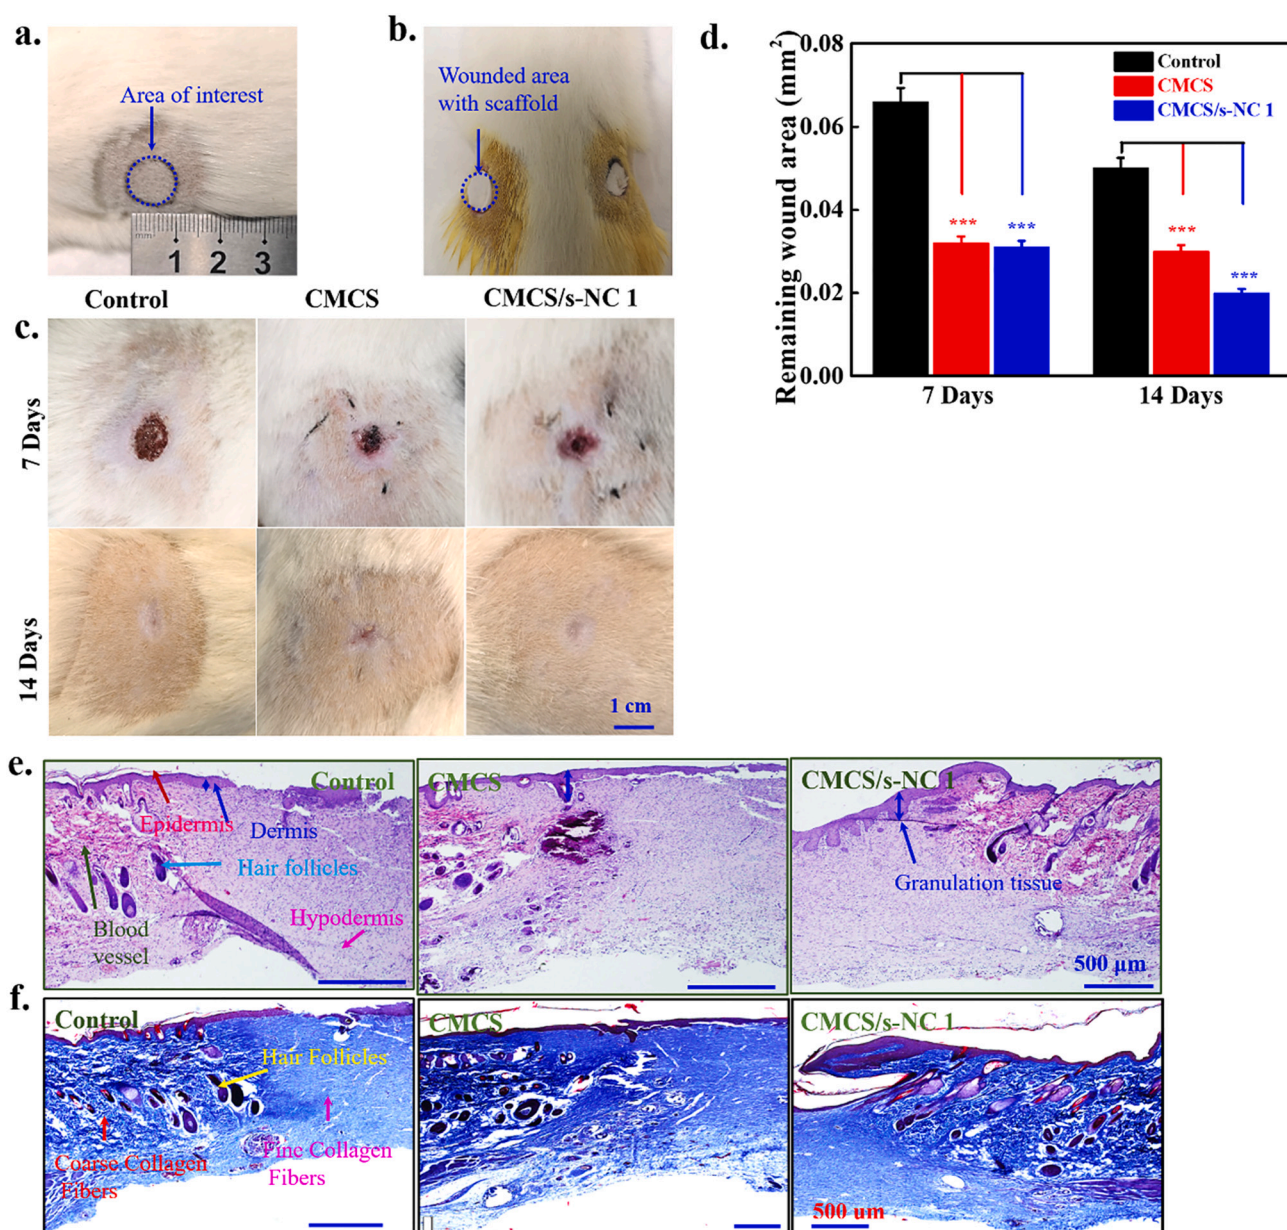 a.
Area of interest
mm
1 2 3
b.
Wounded area
with scaffold
d.
Remaining wound area (mm²)
0.08
0.06
0.04
0.02
0.00
Control
CMCS
CMCS/s-NC 1
***
***
***
***
7 Days
14 Days
Control
CMCS
CMCS/s-NC 1
c.
7 Days
14 Days
1 cm
e.
Control
Epidermis
Dermis
Hair follicles
Hypodermis
Blood
vessel
CMCS
CMCS/s-NC 1
Granulation tissue
500 µm
f.
Control
Hair Follicles
Coarse Collagen
Fibers
Fine Collagen
Fibers
CMCS
CMCS/s-NC 1
500 um